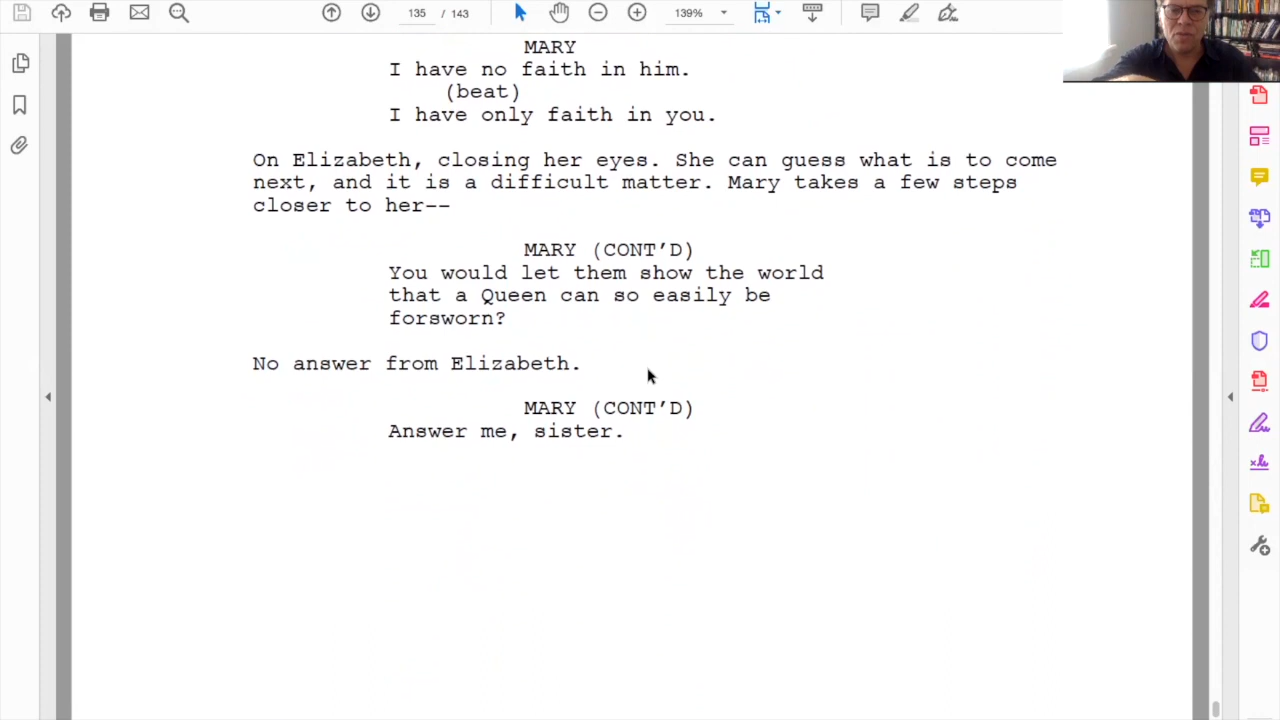 135 / 143
139%
MARY
I have no faith in him.
(beat)
I have only faith in you.
On Elizabeth, closing her eyes. She can guess what is to come
next, and it is a difficult matter. Mary takes a few steps
closer to her--
MARY (CONT'D)
You would let them show the world
that a Queen can so easily be
forsworn?
No answer from Elizabeth.
MARY (CONT'D)
Answer me, sister.